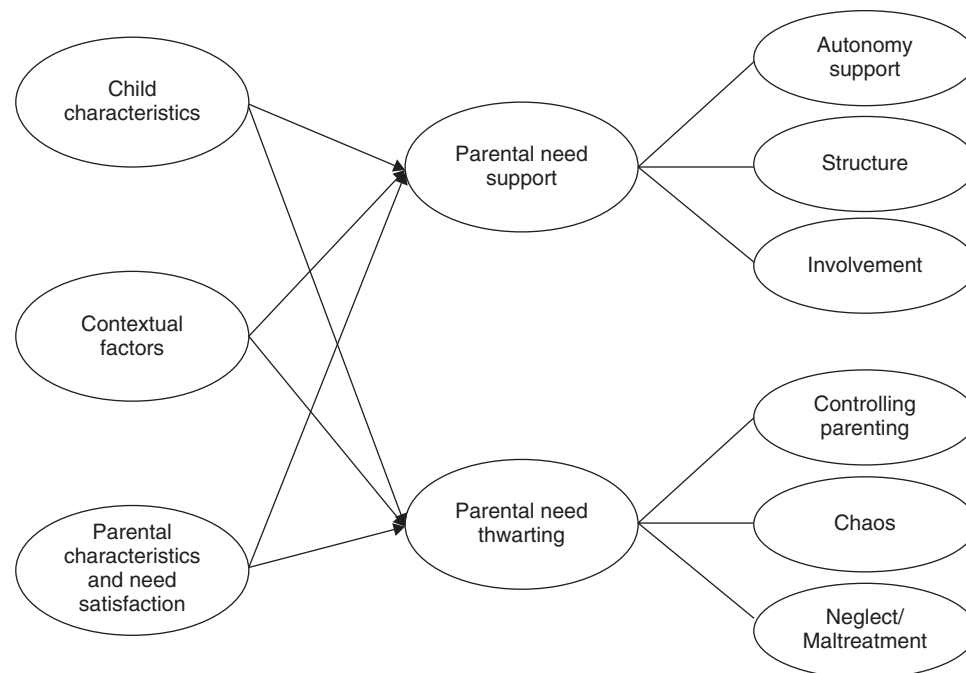 Child
characteristics
Contextual
factors
Parental
characteristics
and need
satisfaction
Parental need
support
Parental need
thwarting
Autonomy
support
Structure
Involvement
Controlling
parenting
Chaos
Neglect/
Maltreatment